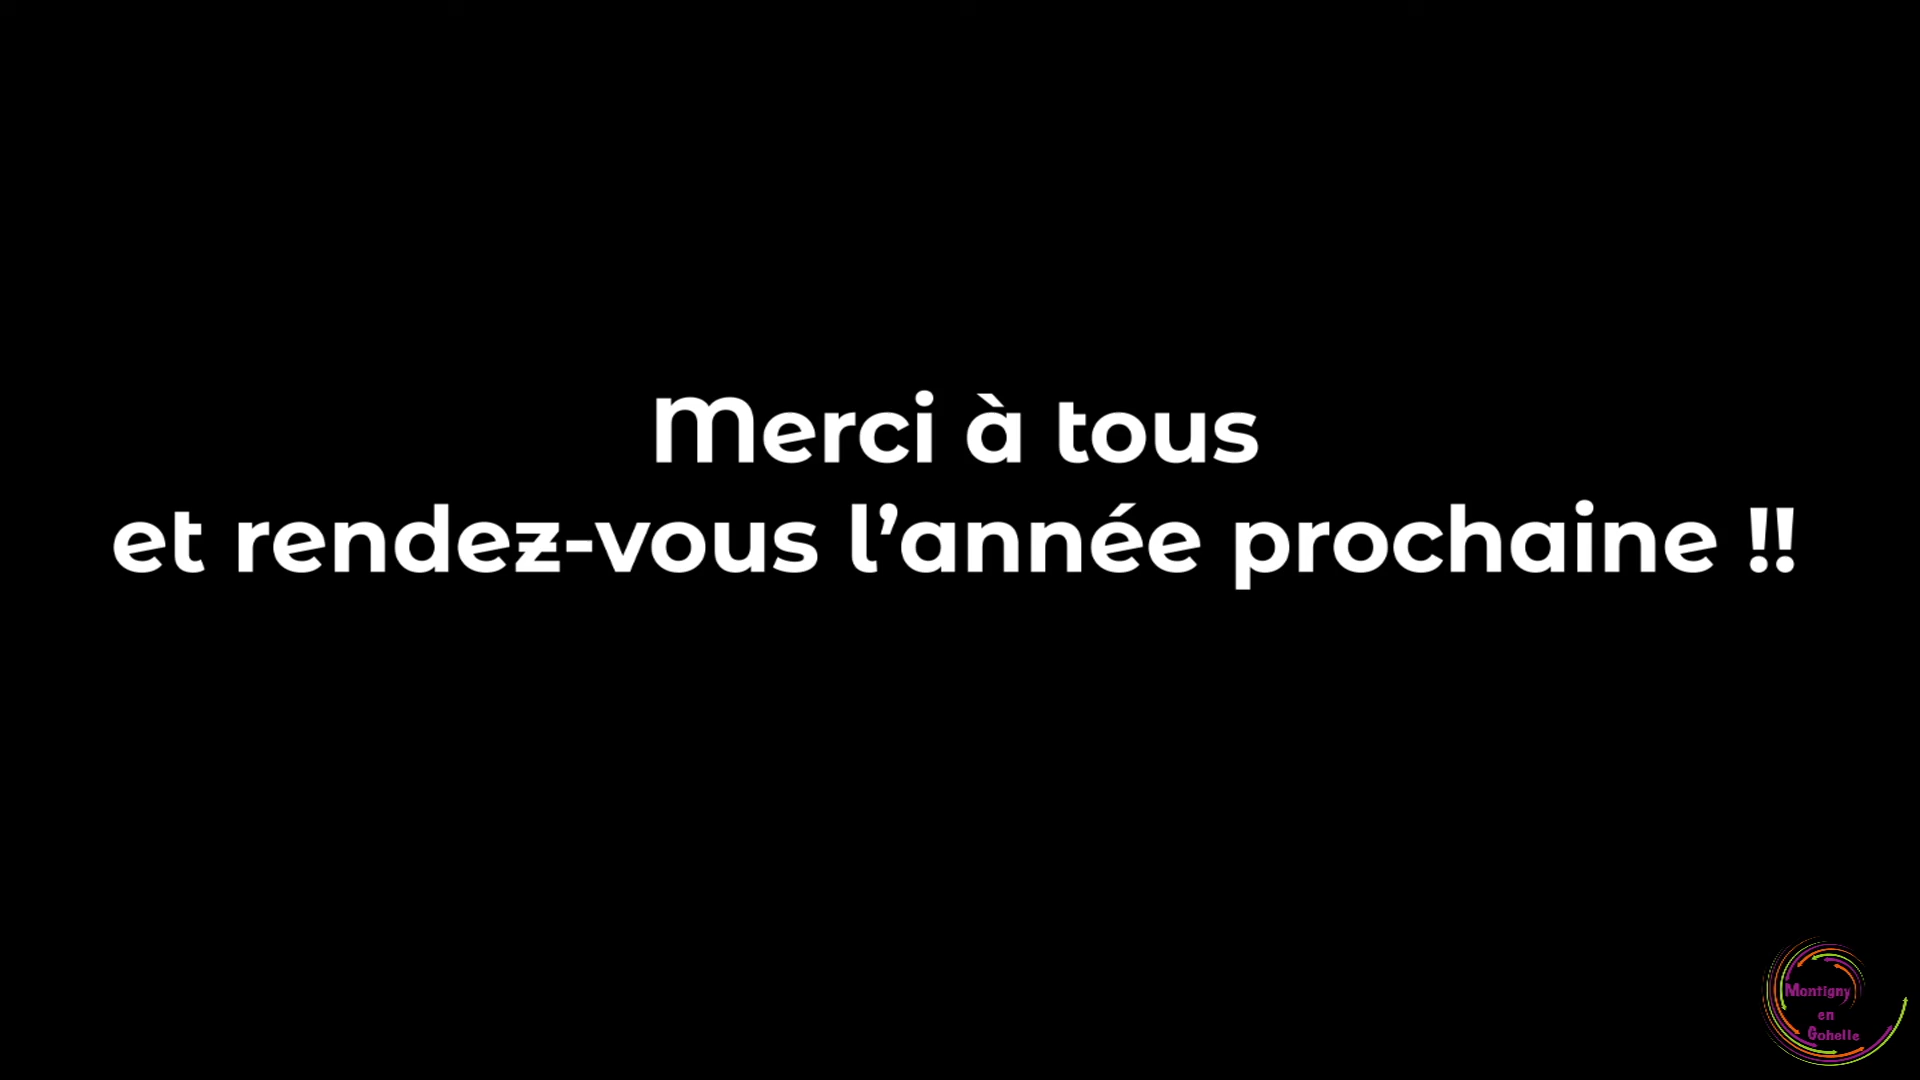 Merci à tous
et rendez-vous l’année prochaine !!
Montigny
en
Gohelle